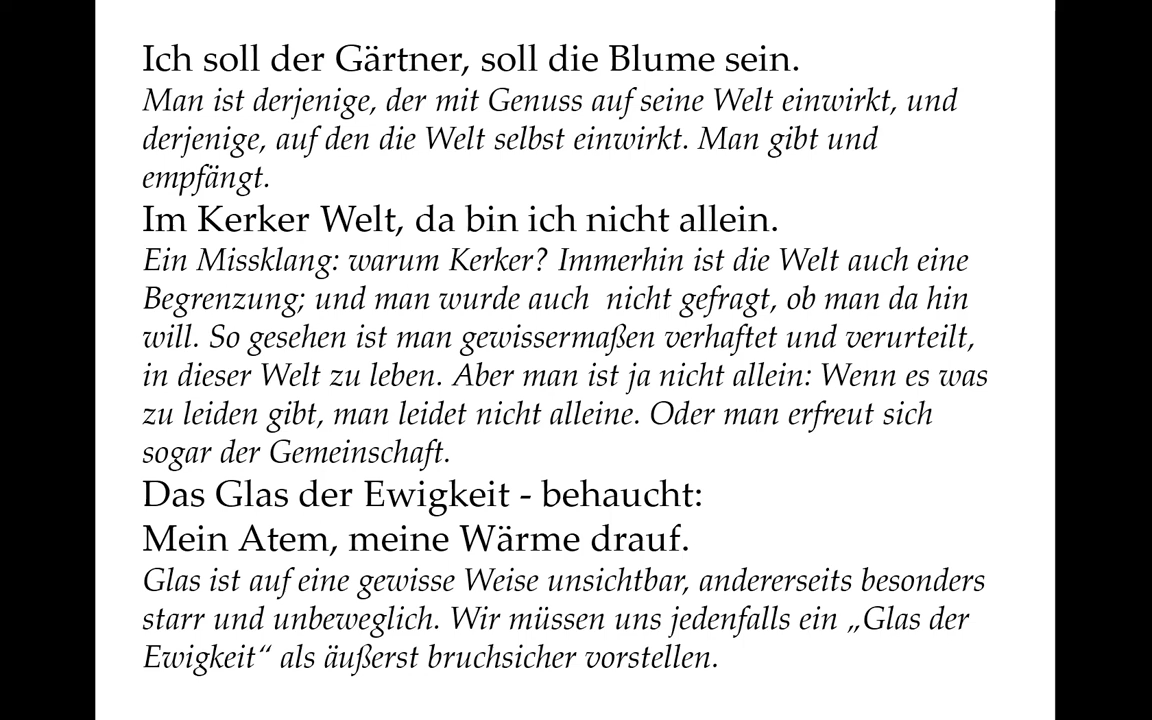 Ich soll der Gärtner, soll die Blume sein.
Man ist derjenige, der mit Genuss auf seine Welt einwirkt, und
derjenige, auf den die Welt selbst einwirkt. Man gibt und
empfängt.
Im Kerker Welt, da bin ich nicht allein.
Ein Missklang: warum Kerker? Immerhin ist die Welt auch eine
Begrenzung; und man wurde auch  nicht gefragt, ob man da hin
will. So gesehen ist man gewissermaßen verhaftet und verurteilt,
in dieser Welt zu leben. Aber man ist ja nicht allein: Wenn es was
zu leiden gibt, man leidet nicht alleine. Oder man erfreut sich
sogar der Gemeinschaft.
Das Glas der Ewigkeit - behaucht:
Mein Atem, meine Wärme drauf.
Glas ist auf eine gewisse Weise unsichtbar, andererseits besonders
starr und unbeweglich. Wir müssen uns jedenfalls ein „Glas der
Ewigkeit“ als äußerst bruchsicher vorstellen.